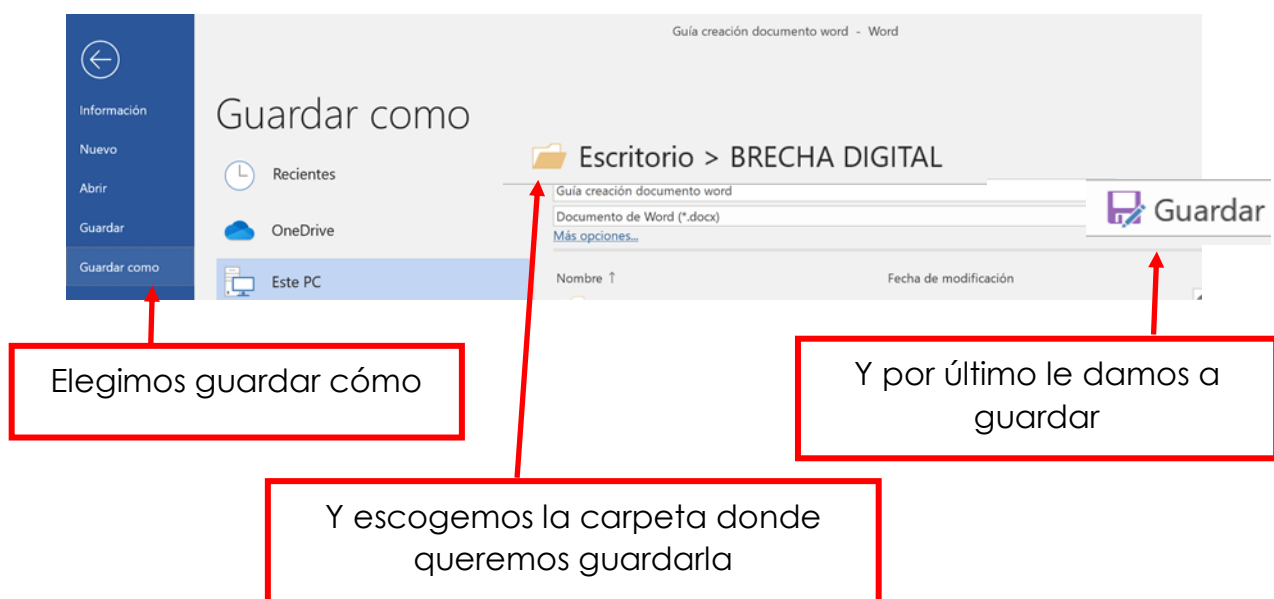 Guía creación documento word - Word
Información
Nuevo
Abrir
Guardar
Guardar como
Guardar como
Recientes
OneDrive
Este PC
Escritorio > BRECHA DIGITAL
Guía creación documento word
Documento de Word (*.docx)
Más opciones...
Nombre ↑
Fecha de modificación
Guardar
Elegimos guardar cómo
Y escogemos la carpeta donde
queremos guardarla
Y por último le damos a
guardar